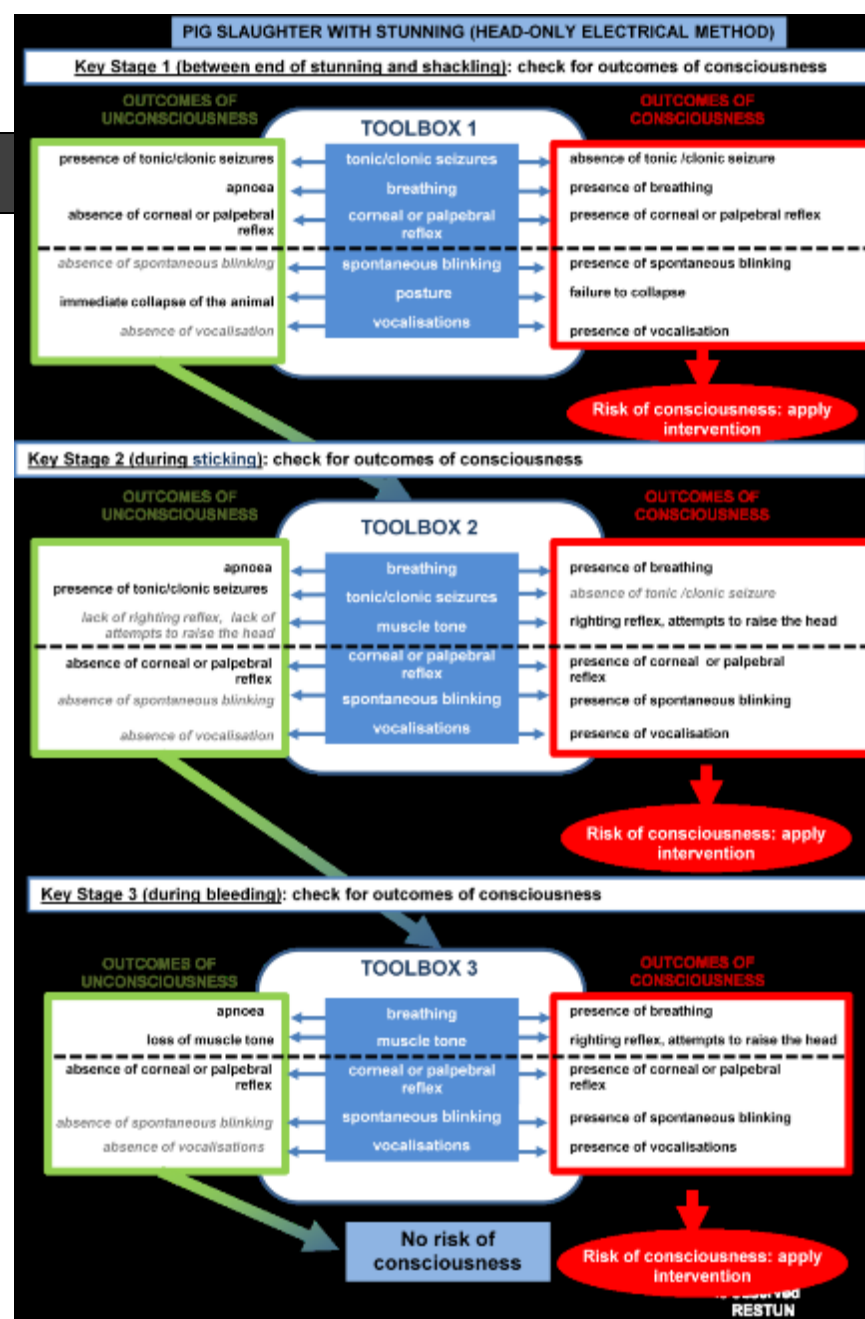 PIG SLAUGHTER WITH STUNNING (HEAD-ONLY ELECTRICAL METHOD)
Key Stage 1 (between end of stunning and shackling): check for outcomes of consciousness
OUTCOMES OF
UNCONSCIOUSNESS
TOOLBOX 1
OUTCOMES OF
CONSCIOUSNESS
presence of tonic/clonic seizures
tonic/clonic seizures
absence of tonic /clonic seizure
apnoea
breathing
presence of breathing
absence of corneal or palpebral
reflex
corneal or palpebral
reflex
presence of corneal or palpebral reflex
absence of spontaneous blinking
spontaneous blinking
presence of spontaneous blinking
immediate collapse of the animal
posture
failure to collapse
absence of vocalisation
vocalisations
presence of vocalisation
Risk of consciousness: apply
intervention
Key Stage 2 (during sticking): check for outcomes of consciousness
OUTCOMES OF
UNCONSCIOUSNESS
TOOLBOX 2
OUTCOMES OF
CONSCIOUSNESS
apnoea
breathing
presence of breathing
presence of tonic/clonic seizures
tonic/clonic seizures
absence of tonic /clonic seizure
lack of righting reflex, lack of
attempts to raise the head
muscle tone
righting reflex, attempts to raise the head
absence of corneal or palpebral
reflex
corneal or palpebral
reflex
presence of corneal or palpebral
reflex
absence of spontaneous blinking
spontaneous blinking
presence of spontaneous blinking
absence of vocalisation
vocalisations
presence of vocalisation
Risk of consciousness: apply
intervention
Key Stage 3 (during bleeding): check for outcomes of consciousness
OUTCOMES OF
UNCONSCIOUSNESS
TOOLBOX 3
OUTCOMES OF
CONSCIOUSNESS
apnoea
breathing
presence of breathing
loss of muscle tone
muscle tone
righting reflex, attempts to raise the head
absence of corneal or palpebral
reflex
corneal or palpebral
reflex
presence of corneal or palpebral
reflex
absence of spontaneous blinking
spontaneous blinking
presence of spontaneous blinking
absence of vocalisations
vocalisations
presence of vocalisations
No risk of
consciousness
Risk of consciousness: apply
intervention
RESTUN